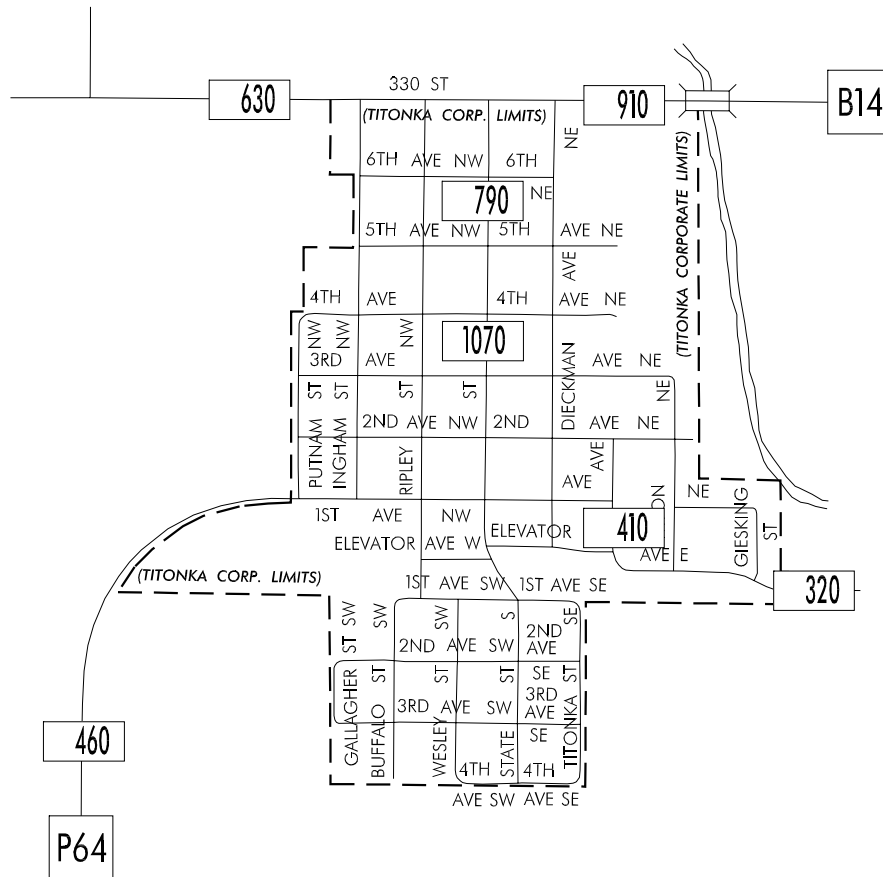 330 ST
630
910
B14
(TITONKA CORP. LIMITS)
NE
(TITONKA CORPORATE LIMITS)
6TH AVE NW 6TH
NE
790
5TH AVE NW 5TH AVE NE
AVE
4TH AVE 4TH AVE NE
NW
NW
NW
1070
3RD AVE AVE NE
DIECKMAN
NE
ST
ST
ST
ST
2ND AVE NW 2ND AVE NE
PUTNAM
INGHAM
RIPLEY
AVE
AVE
ON
NE
GIESKING
ST
1ST AVE NW
ELEVATOR
410
ELEVATOR AVE W
AVE E
(TITONKA CORP. LIMITS)
1ST AVE SW 1ST AVE SE
320
SW
SW
SW
S
SE
2ND AVE SW
2ND
AVE
SE
ST
ST
ST
ST
ST
3RD AVE SW
3RD
AVE
SE
GALLAGHER
BUFFALO
WESLEY
STATE
TITONKA
460
4TH 4TH
AVE SW AVE SE
P64